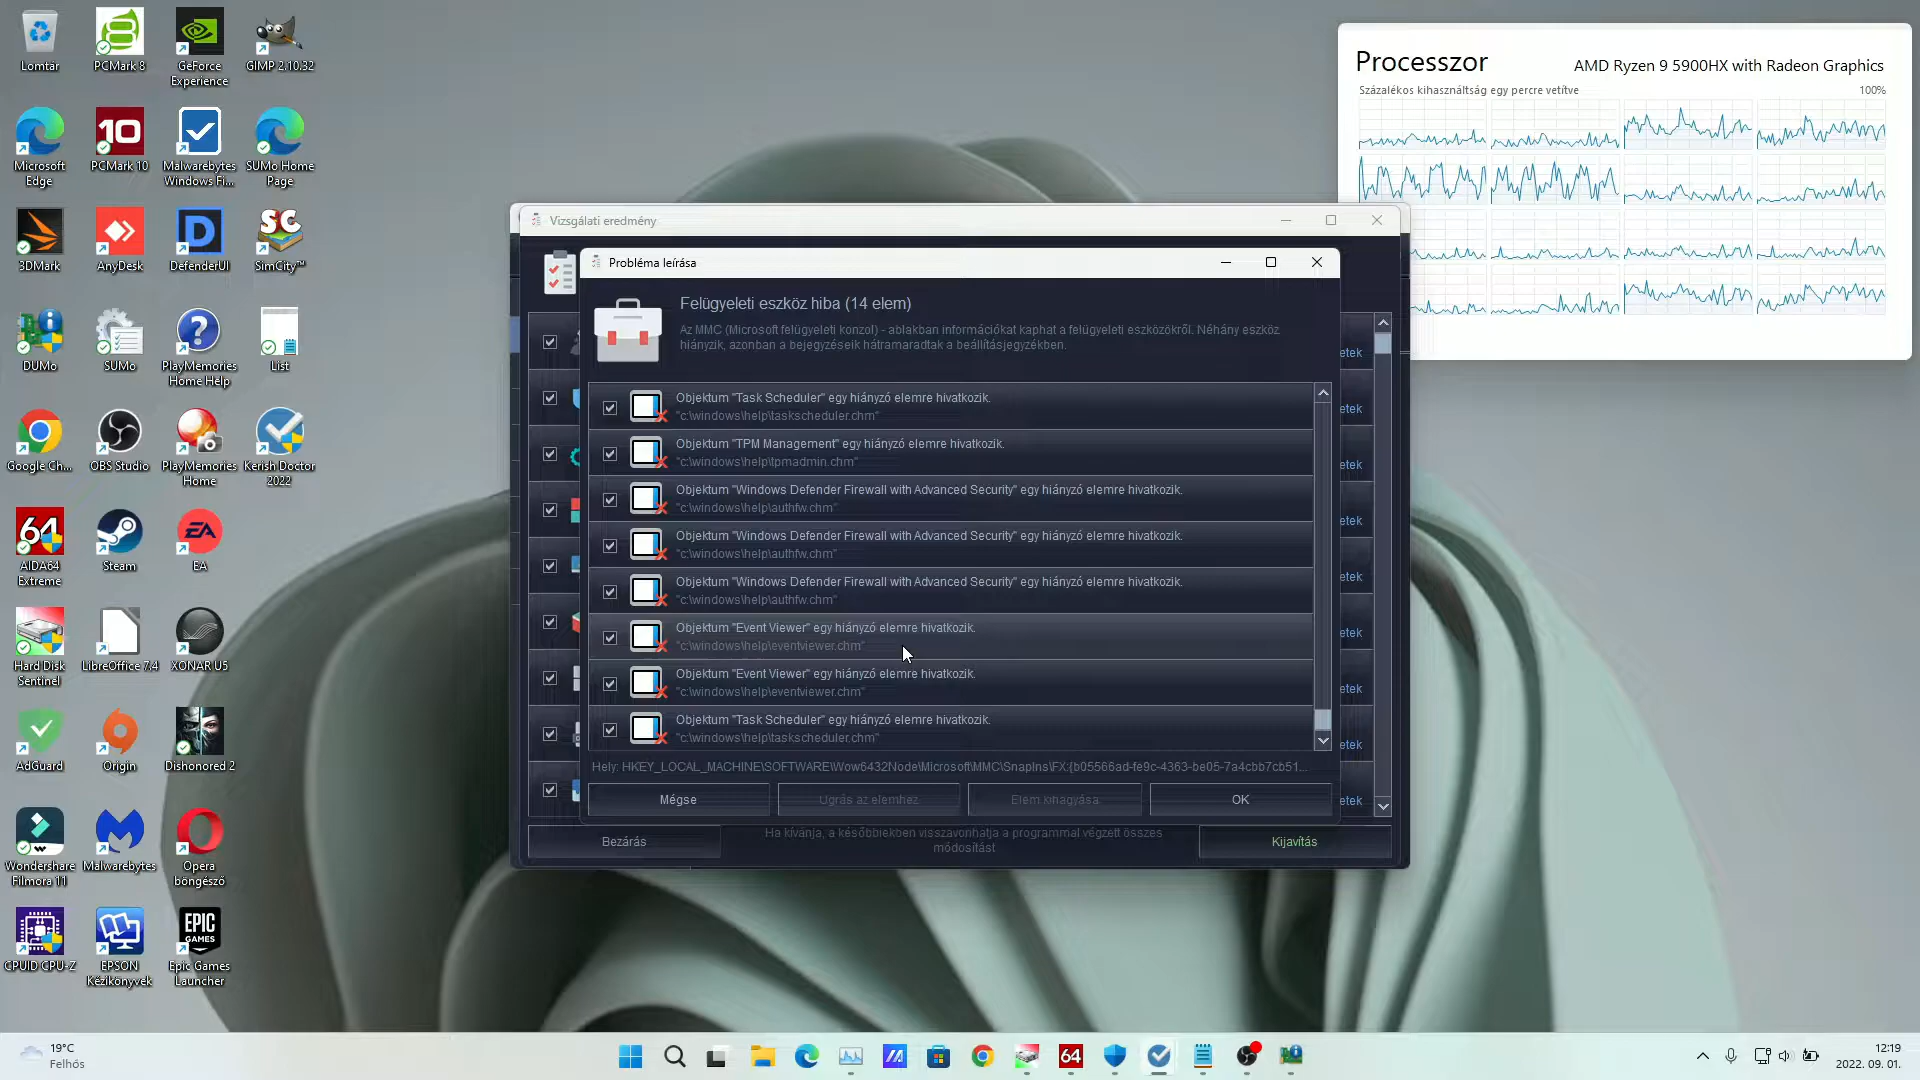 Lomtár
PCMark 8
GeForce
Experience
GIMP 2.10.32
Microsoft
Edge
PCMark 10
Malwarebytes
Windows Fi...
SUMo Home
Page
3DMark
AnyDesk
DefenderUI
SimCity™
DUMo
SUMo
PlayMemories
Home Help
List
Google Ch...
OBS Studio
PlayMemories
Home
Kerish Doctor
2022
AIDA64
Extreme
Steam
EA
Hard Disk
Sentinel
LibreOffice 7.4
XONAR U5
AdGuard
Origin
Dishonored 2
Wondershare
Filmora 11
Malwarebytes
Opera
böngésző
CPUID CPU-Z
EPSON
Kézikönyvek
Epic Games
Launcher
Processzor
AMD Ryzen 9 5900HX with Radeon Graphics
Százalékos kihasználtság egy percre vetítve
100%
Vizsgálati eredmény
Probléma leírása
Felügyeleti eszköz hiba (14 elem)
Az MMC (Microsoft felügyeleti konzol) - ablakban információkat kaphat a felügyeleti eszközökről. Néhány eszköz
hiányzik, azonban a bejegyzéseik hátramaradtak a beállításjegyzékben.
Objektum "Task Scheduler" egy hiányzó elemre hivatkozik.
"c:\windows\help\taskscheduler.chm"
Objektum "TPM Management" egy hiányzó elemre hivatkozik.
"c:\windows\help\tpmadmin.chm"
Objektum "Windows Defender Firewall with Advanced Security" egy hiányzó elemre hivatkozik.
"c:\windows\help\authfw.chm"
Objektum "Windows Defender Firewall with Advanced Security" egy hiányzó elemre hivatkozik.
"c:\windows\help\authfw.chm"
Objektum "Windows Defender Firewall with Advanced Security" egy hiányzó elemre hivatkozik.
"c:\windows\help\authfw.chm"
Objektum "Event Viewer" egy hiányzó elemre hivatkozik.
"c:\windows\help\eventviewer.chm"
Objektum "Event Viewer" egy hiányzó elemre hivatkozik.
"c:\windows\help\eventviewer.chm"
Objektum "Task Scheduler" egy hiányzó elemre hivatkozik.
"c:\windows\help\taskscheduler.chm"
Hely: HKEY_LOCAL_MACHINE\SOFTWARE\Wow6432Node\Microsoft\MMC\SnapIns\FX:{b05566ad-fe9c-4363-be05-7a4cbb7cb51...
Mégse
Ugrás az elemhez
Elem kihagyása
OK
etek
etek
etek
etek
etek
etek
etek
etek
etek
Bezárás
Ha kívánja, a későbbiekben visszavonhatja a programmal végzett összes
módosítást
Kijavítás
19°C
Felhős
64
12:19
2022. 09. 01.